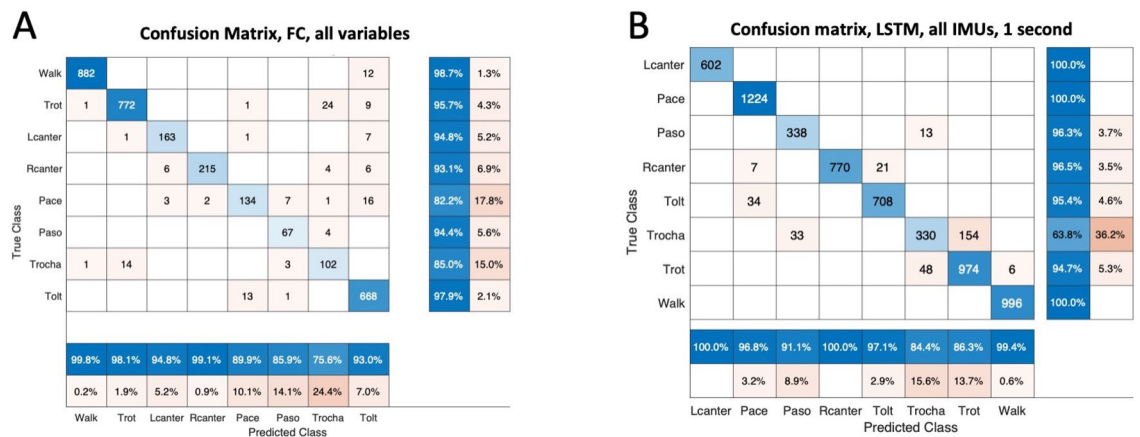 A
Confusion Matrix, FC, all variables
Walk 882 12 98.7% 1.3%
Trot 1 772 1 24 9 95.7% 4.3%
Lcanter 1 163 1 7 94.8% 5.2%
Rcanter 6 215 4 6 93.1% 6.9%
Pace 3 2 134 7 1 16 82.2% 17.8%
Paso 67 4 94.4% 5.6%
Trocha 1 14 3 102 85.0% 15.0%
Tolt 13 1 668 97.9% 2.1%
True Class
99.8% 98.1% 94.8% 99.1% 89.9% 85.9% 75.6% 93.0%
0.2% 1.9% 5.2% 0.9% 10.1% 14.1% 24.4% 7.0%
Walk Trot Lcanter Rcanter Pace Paso Trocha Tolt
Predicted Class
B
Confusion matrix, LSTM, all IMUs, 1 second
Lcanter 602 100.0%
Pace 1224 100.0%
Paso 338 13 96.3% 3.7%
Rcanter 7 770 21 96.5% 3.5%
Tolt 34 708 95.4% 4.6%
Trocha 33 330 154 63.8% 36.2%
Trot 48 974 6 94.7% 5.3%
Walk 996 100.0%
True Class
100.0% 96.8% 91.1% 100.0% 97.1% 84.4% 86.3% 99.4%
3.2% 8.9% 2.9% 15.6% 13.7% 0.6%
Lcanter Pace Paso Rcanter Tolt Trocha Trot Walk
Predicted Class